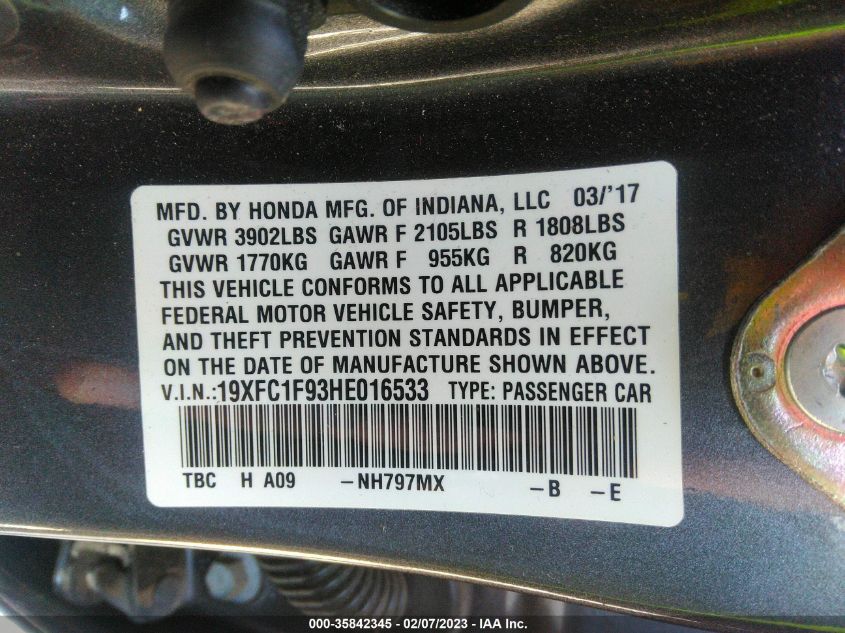 MFD. BY HONDA MFG. OF INDIANA, LLC 03/'17
GVWR 3902LBS GAWR F 2105LBS R 1808LBS
GVWR 1770KG GAWR F 955KG R 820KG
THIS VEHICLE CONFORMS TO ALL APPLICABLE
FEDERAL MOTOR VEHICLE SAFETY, BUMPER,
AND THEFT PREVENTION STANDARDS IN EFFECT
ON THE DATE OF MANUFACTURE SHOWN ABOVE.
V.I.N.:19XFC1F93HE016533 TYPE: PASSENGER CAR
TBC H A09 -NH797MX -B -E
000-35842345 - 02/07/2023 - IAA Inc.